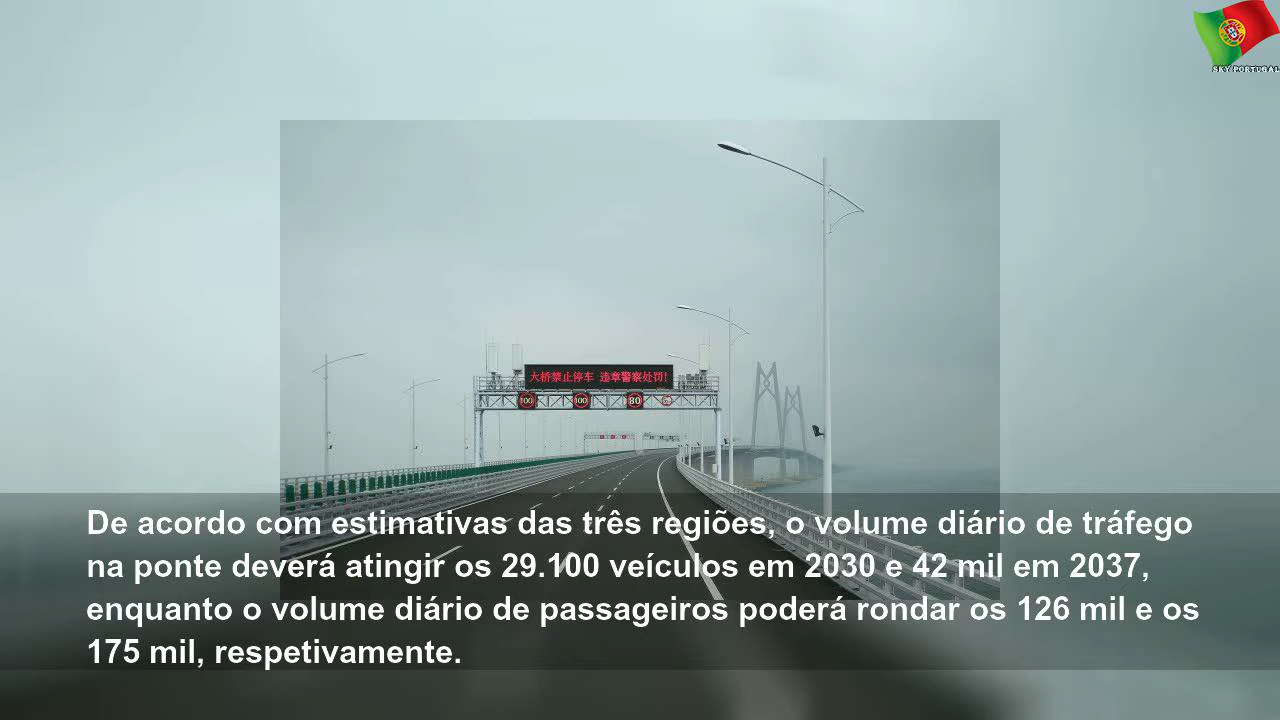 SKY PORTUGAL
大桥禁止停车 违章警察处罚!
100 100 80
De acordo com estimativas das três regiões, o volume diário de tráfego
na ponte deverá atingir os 29.100 veículos em 2030 e 42 mil em 2037,
enquanto o volume diário de passageiros poderá rondar os 126 mil e os
175 mil, respetivamente.